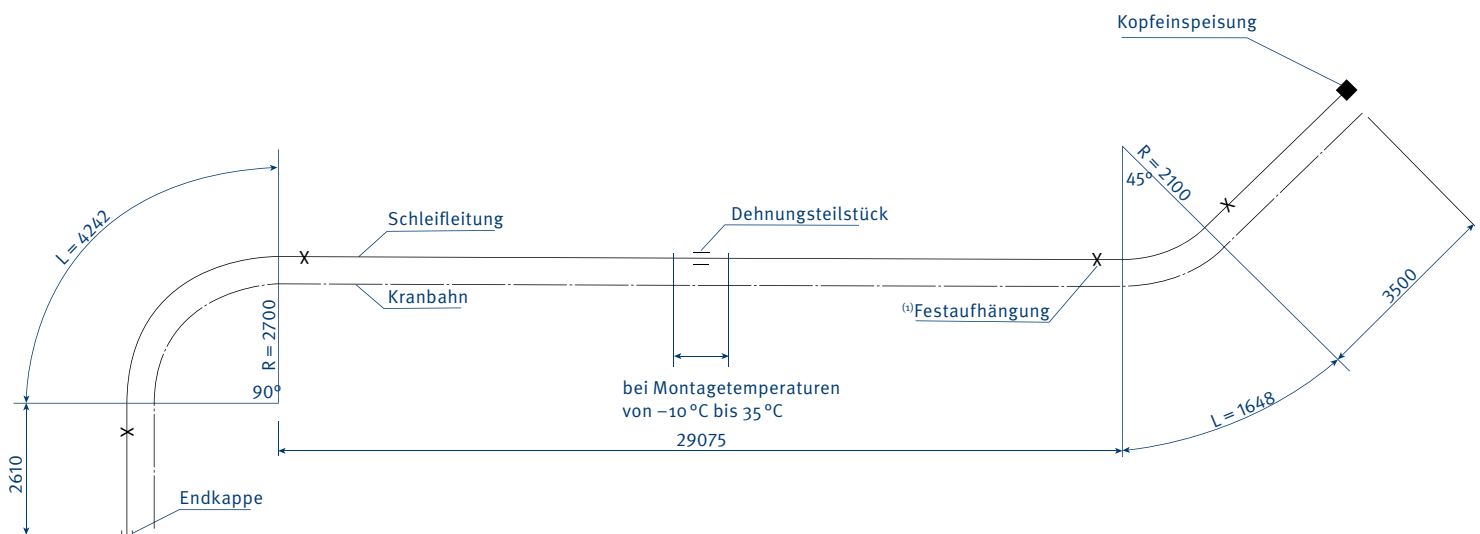 Kopfeinspeisung
R = 2100
45°
L = 4242
Schleifleitung
Dehnungsteilstück
Kranbahn
⁽¹⁾Festaufhängung
3500
R = 2700
90°
bei Montagetemperaturen
von –10 °C bis 35 °C
L = 1648
29075
2610
Endkappe